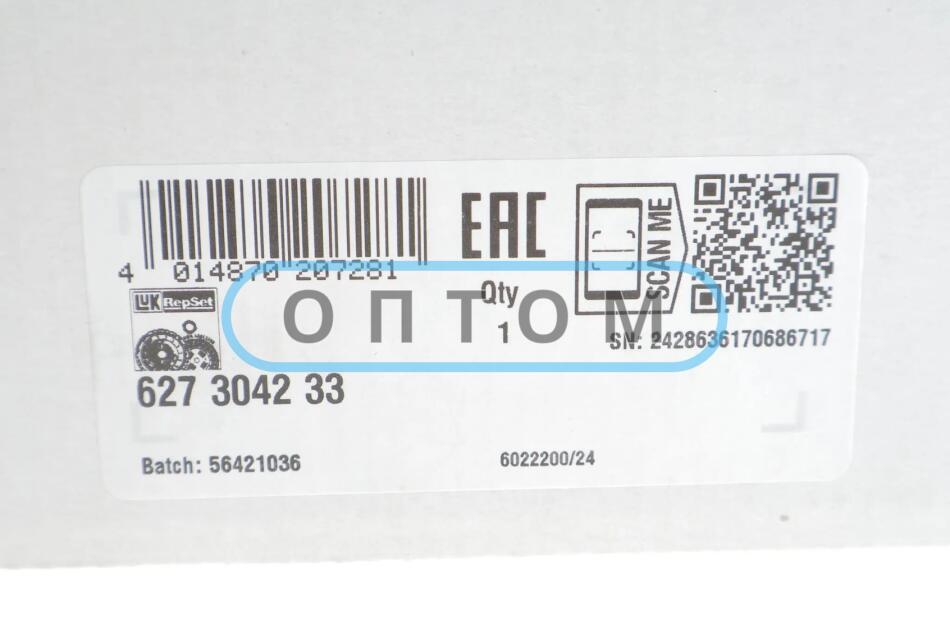 EAC
SCAN ME
4 014870 207281
Qty
1
ОПТОМ
LUK RepSet
SN: 2428636170686717
627 3042 33
Batch: 56421036
6022200/24